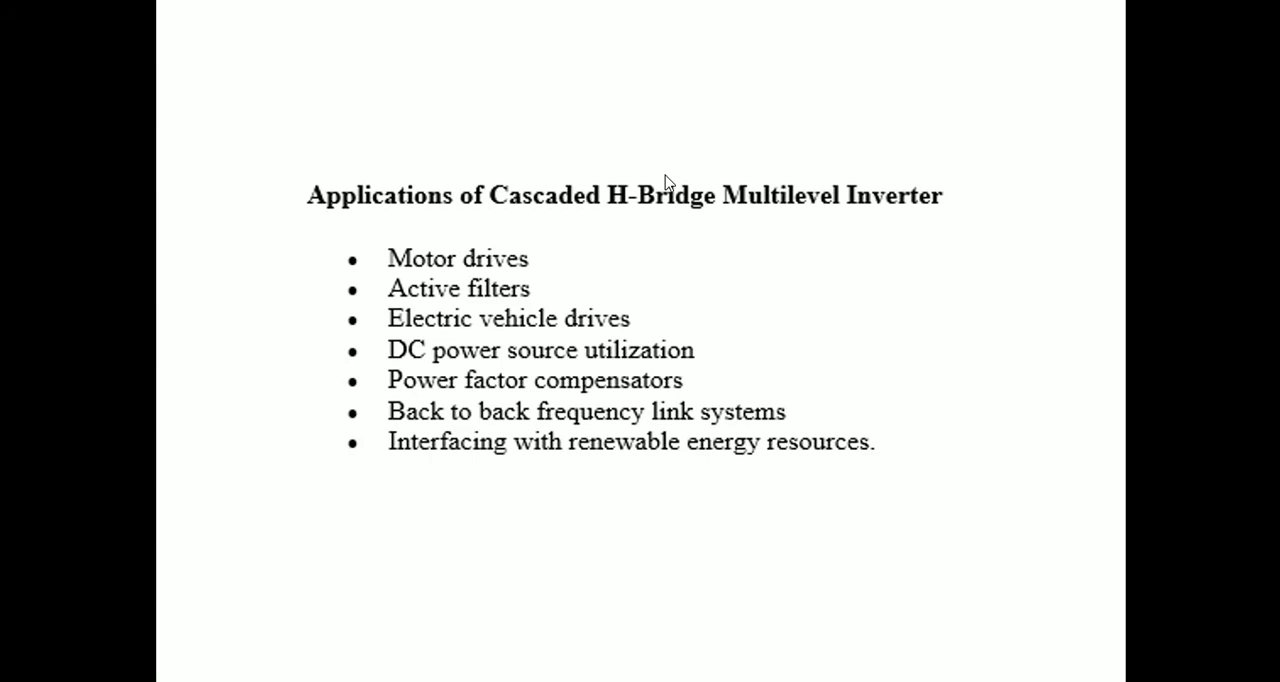 Applications of Cascaded H-Bridge Multilevel Inverter
• Motor drives
• Active filters
• Electric vehicle drives
• DC power source utilization
• Power factor compensators
• Back to back frequency link systems
• Interfacing with renewable energy resources.